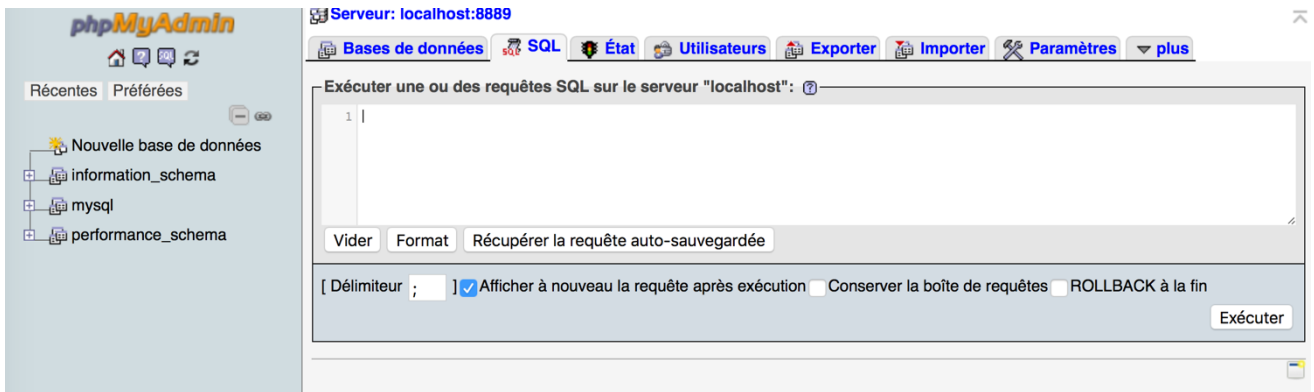 phpMyAdmin
Récentes Préférées
Nouvelle base de données
information_schema
mysql
performance_schema
Serveur: localhost:8889
Bases de données SQL État Utilisateurs Exporter Importer Paramètres plus
Exécuter une ou des requêtes SQL sur le serveur "localhost":
1
Vider Format Récupérer la requête auto-sauvegardée
[ Délimiteur ; ] Afficher à nouveau la requête après exécution Conserver la boîte de requêtes ROLLBACK à la fin
Exécuter